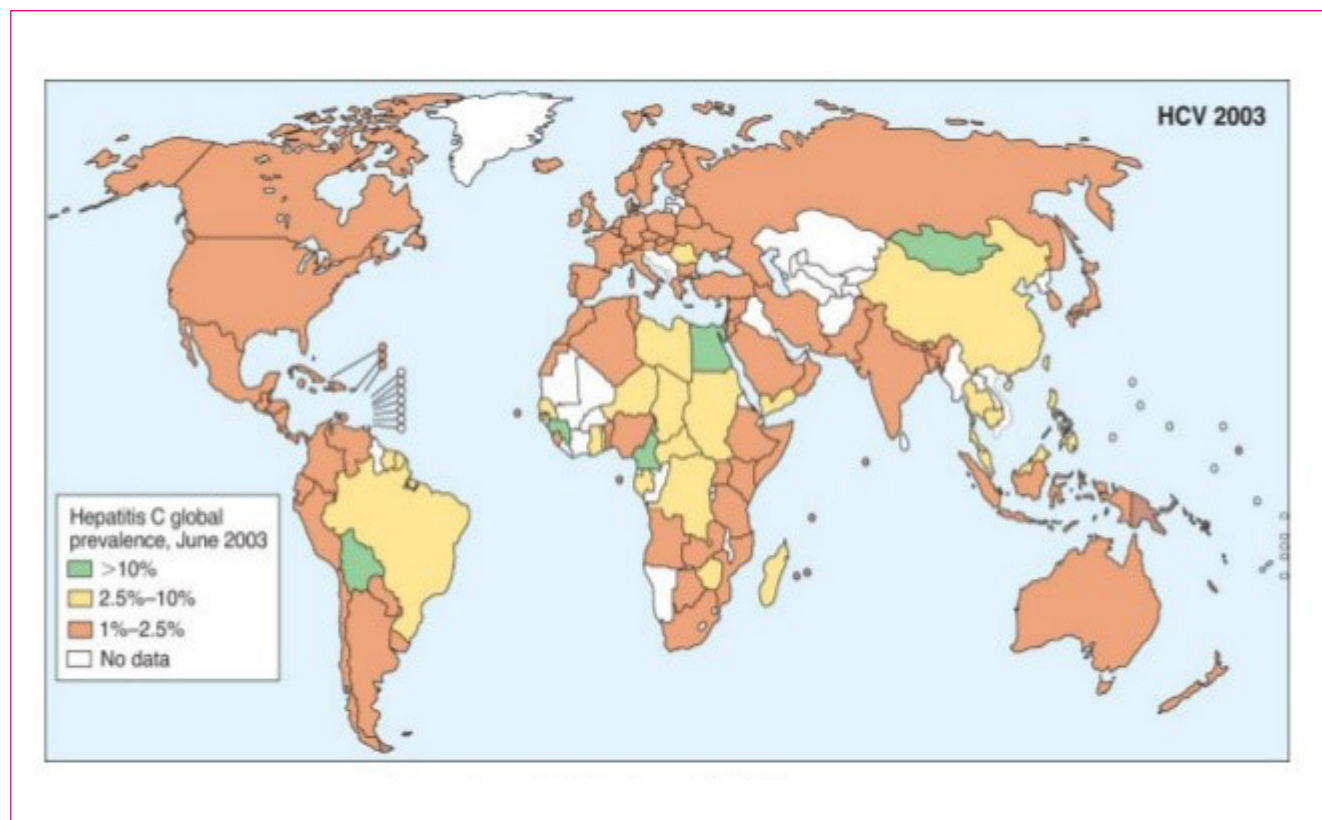 HCV 2003
Hepatitis C global
prevalence, June 2003
>10%
2.5%–10%
1%–2.5%
No data